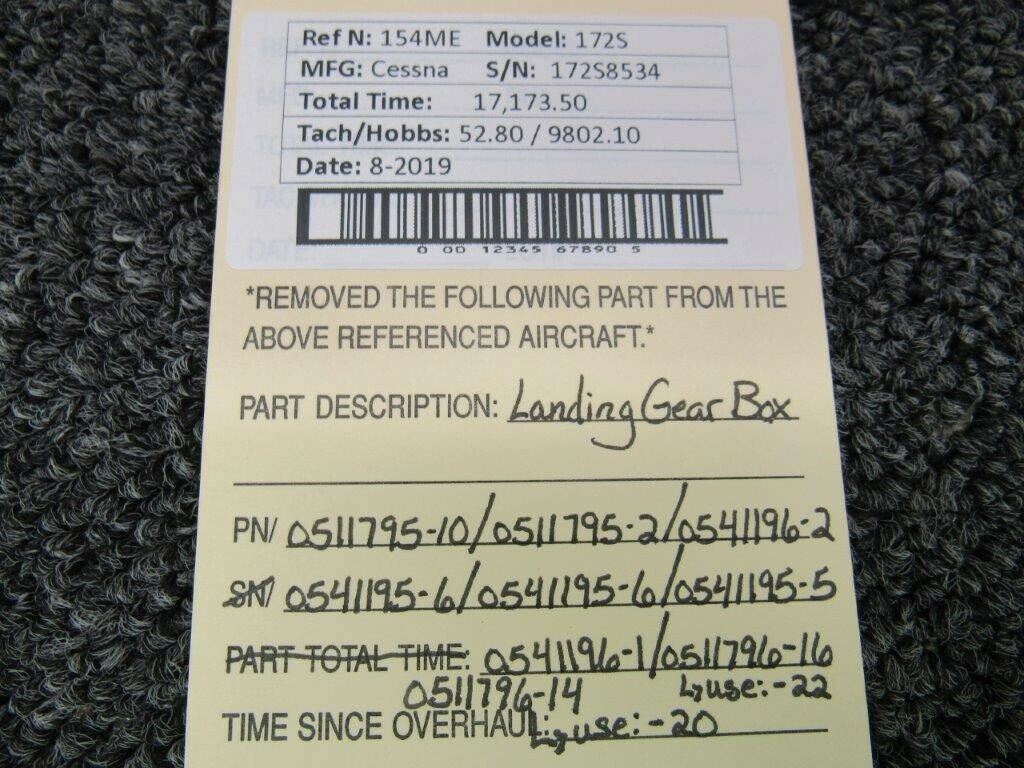 Ref N: 154ME Model: 172S
MFG: Cessna S/N: 172S8534
Total Time: 17,173.50
Tach/Hobbs: 52.80 / 9802.10
Date: 8-2019
0 00 12345 67890 5
*REMOVED THE FOLLOWING PART FROM THE
ABOVE REFERENCED AIRCRAFT.*
PART DESCRIPTION: Landing Gear Box
PN/ 0511795-10/0511795-2/0541196-2
SN/ 0541195-6/0541195-6/0541195-5
PART TOTAL TIME: 0541196-1/0511796-16
0511796-14 ↳use:-22
TIME SINCE OVERHAUL: ↳use:-20